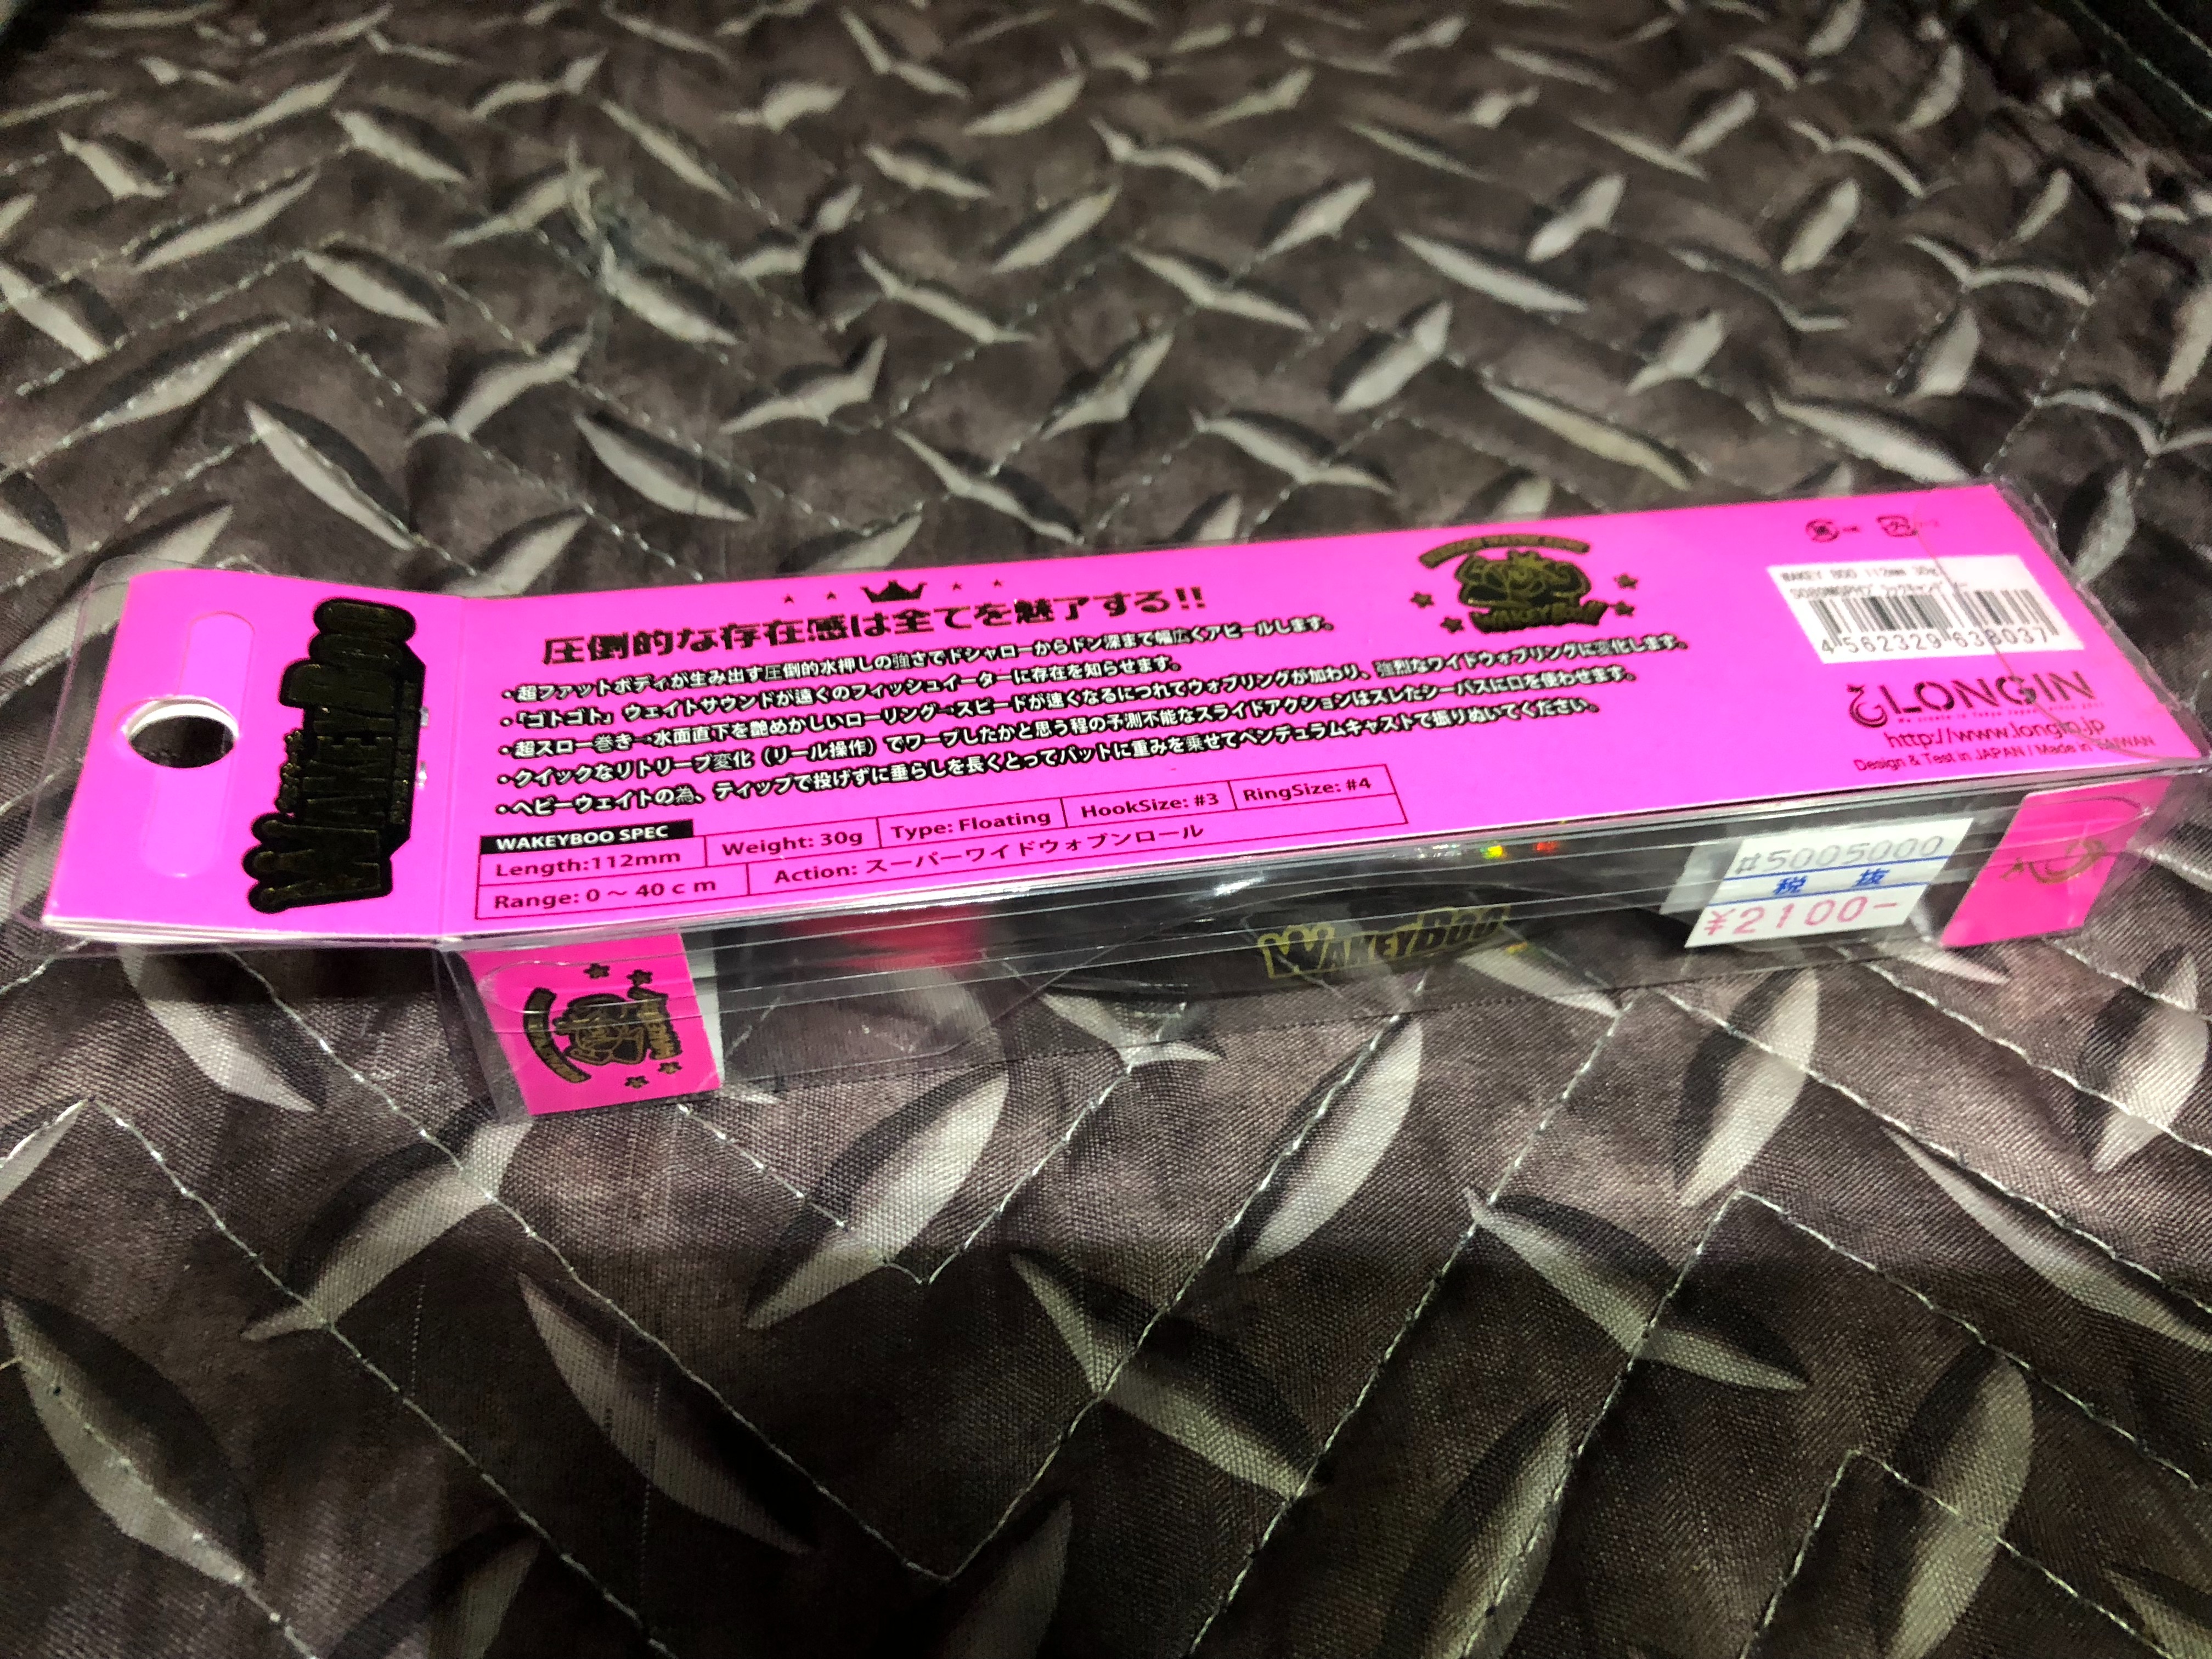 WAKEYBOO
圧倒的な存在感は全てを魅了する!!
・超ファットボディが生み出す圧倒的水押しの強さでドシャローからドン深まで幅広くアピールします。
・「ゴトゴト」ウェイトサウンドが遠くのフィッシュイーターに存在を知らせます。
・超スロー巻き→水面直下を艶めかしいローリング→スピードが速くなるにつれてウォブリングが加わり、強烈なワイドウォブリングに変化します。
・クイックなリトリーブ変化(リール操作)でワープしたかと思う程の予測不能なスライドアクションはスレたシーバスに口を使わせます。
・ヘビーウェイトの為、ティップで投げずに垂らしを長くとってバットに重みを乗せてペンデュラムキャストで振りぬいてください。
WAKEYBOO SPEC
Length:112mm Weight: 30g Type: Floating HookSize: #3 RingSize: #4
Range: 0 ～ 40 c m Action: スーパーワイドウォブンロール
WAKEYBOO
WAKEY BOO 112mm 30g
4 562329 638037
LONGIN
http://www.longin.jp
Design & Test in JAPAN / Made in TAIWAN
#5005000
税 抜
¥2100-
WAKEYBOO